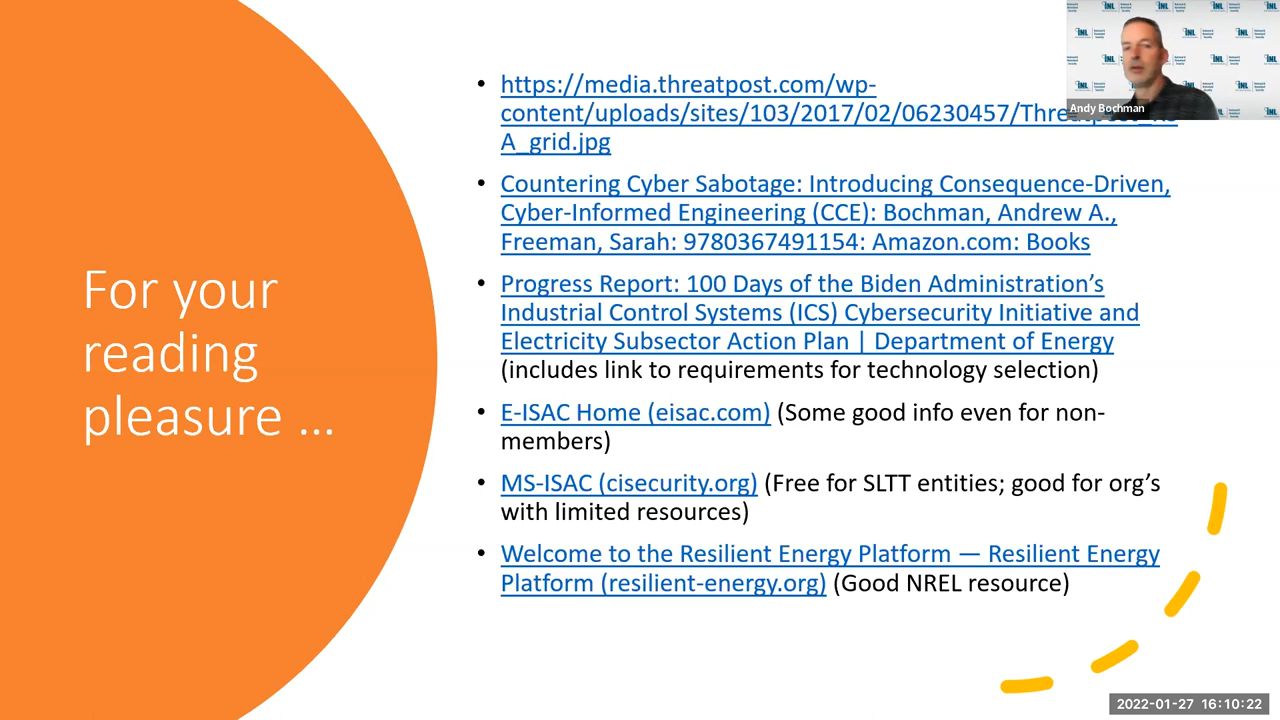 For your
reading
pleasure ...
• https://media.threatpost.com/wp-
content/uploads/sites/103/2017/02/06230457/
A_grid.jpg
• Countering Cyber Sabotage: Introducing Consequence-Driven,
Cyber-Informed Engineering (CCE): Bochman, Andrew A.,
Freeman, Sarah: 9780367491154: Amazon.com: Books
• Progress Report: 100 Days of the Biden Administration’s
Industrial Control Systems (ICS) Cybersecurity Initiative and
Electricity Subsector Action Plan | Department of Energy
(includes link to requirements for technology selection)
• E-ISAC Home (eisac.com) (Some good info even for non-
members)
• MS-ISAC (cisecurity.org) (Free for SLTT entities; good for org’s
with limited resources)
• Welcome to the Resilient Energy Platform — Resilient Energy
Platform (resilient-energy.org) (Good NREL resource)
INL
Andy Bochman
2022-01-27 16:10:22